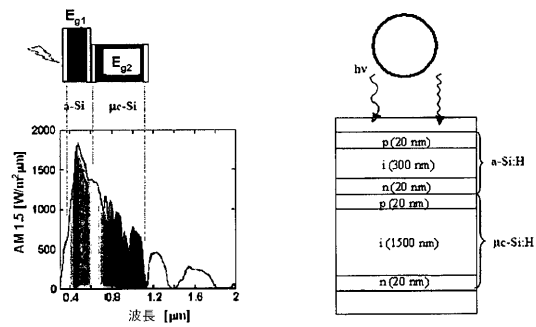 Eg1
Eg2
a-Si
μc-Si
AM 1.5 [W/m²μm]
2000
1500
1000
500
0
0.4
0.8
1.2
1.6
2
波長 [μm]
hν
p (20 nm)
i (300 nm)
n (20 nm)
p (20 nm)
i (1500 nm)
n (20 nm)
a-Si:H
μc-Si:H